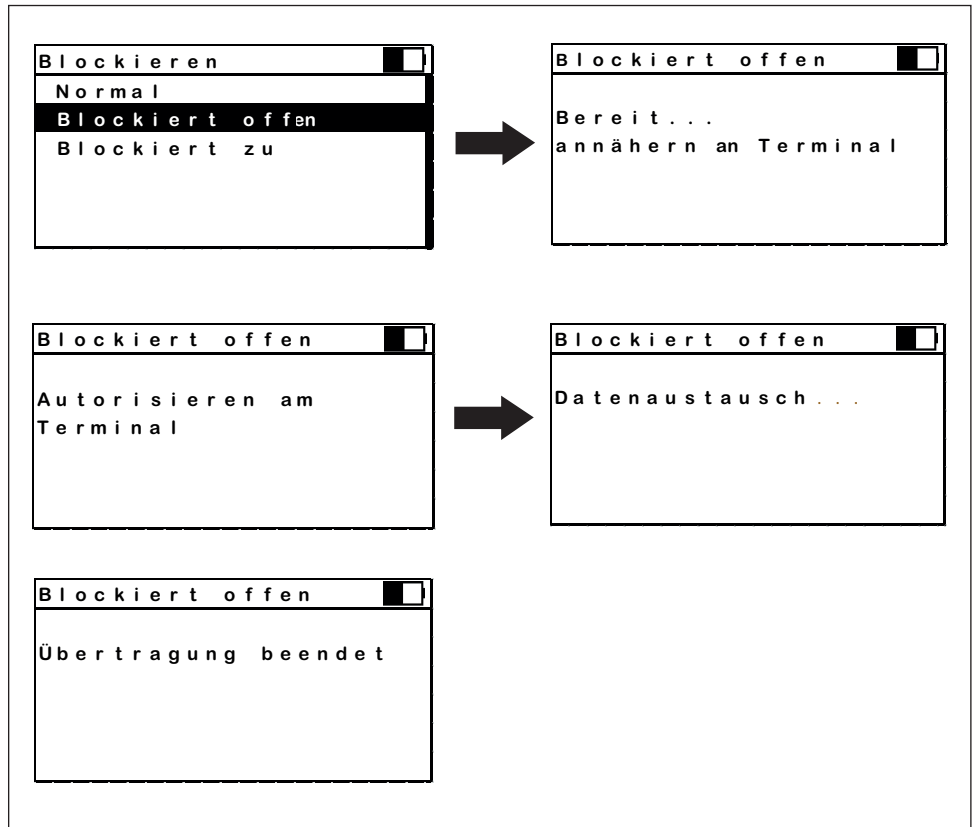 Blockieren
Normal
Blockiert offen
Blockiert zu
Blockiert offen
Bereit...
annähern an Terminal
Blockiert offen
Autorisieren am
Terminal
Blockiert offen
Datenaustausch...
Blockiert offen
Übertragung beendet